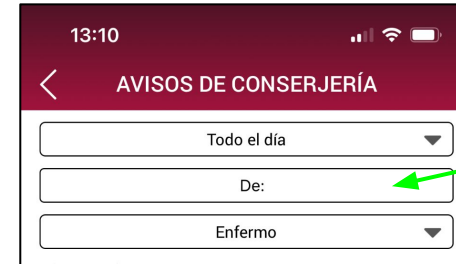 13:10
AVISOS DE CONSERJERÍA
Todo el día
De:
Enfermo